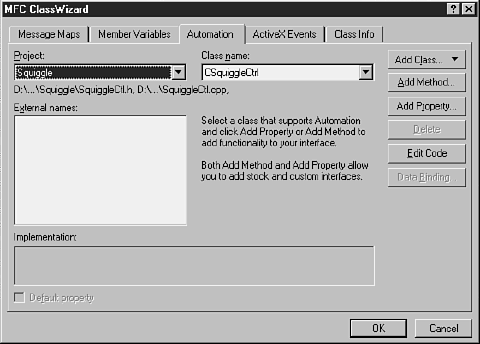 MFC ClassWizard
Message Maps
Member Variables
Automation
ActiveX Events
Class Info
Project:
Class name:
Squiggle
CSquiggleCtrl
D:\...\Squiggle\SquiggleCtl.h, D:\...\SquiggleCtl.cpp,
External names:
Select a class that supports Automation
and click Add Property or Add Method to
add functionality to your interface.
Both Add Method and Add Property allow
you to add stock and custom interfaces.
Add Class...
Add Method...
Add Property...
Delete
Edit Code
Data Binding...
Implementation:
Default property
OK
Cancel